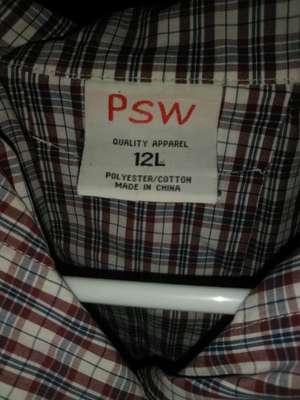 PSW
QUALITY APPAREL
12L
POLYESTER/COTTON
MADE IN CHINA